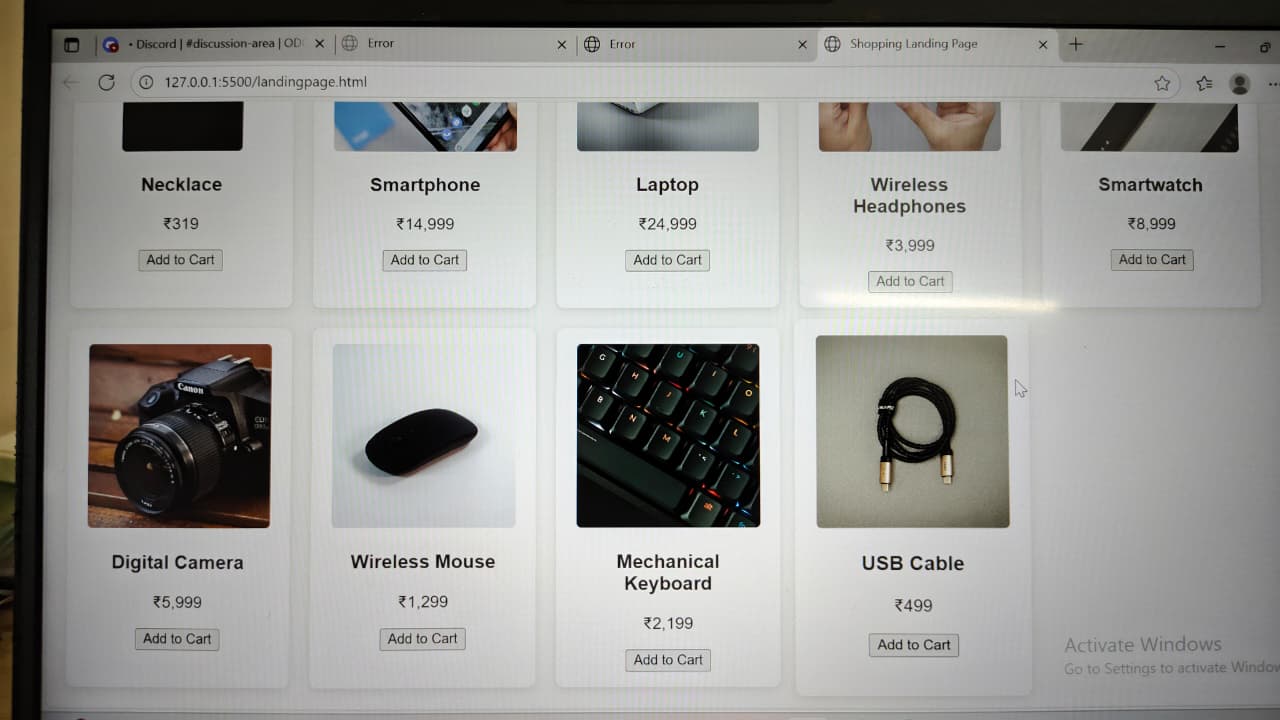 • Discord | #discussion-area | OD
Error
Error
Shopping Landing Page
127.0.0.1:5500/landingpage.html
Necklace
Smartphone
Laptop
Wireless
Headphones
Smartwatch
₹319
₹14,999
₹24,999
₹3,999
₹8,999
Add to Cart
Add to Cart
Add to Cart
Add to Cart
Add to Cart
Canon
G
H
U
I
O
B
N
J
K
L
M
alt
Digital Camera
Wireless Mouse
Mechanical
Keyboard
USB Cable
₹5,999
₹1,299
₹2,199
₹499
Add to Cart
Add to Cart
Add to Cart
Add to Cart
Activate Windows
Go to Settings to activate Window